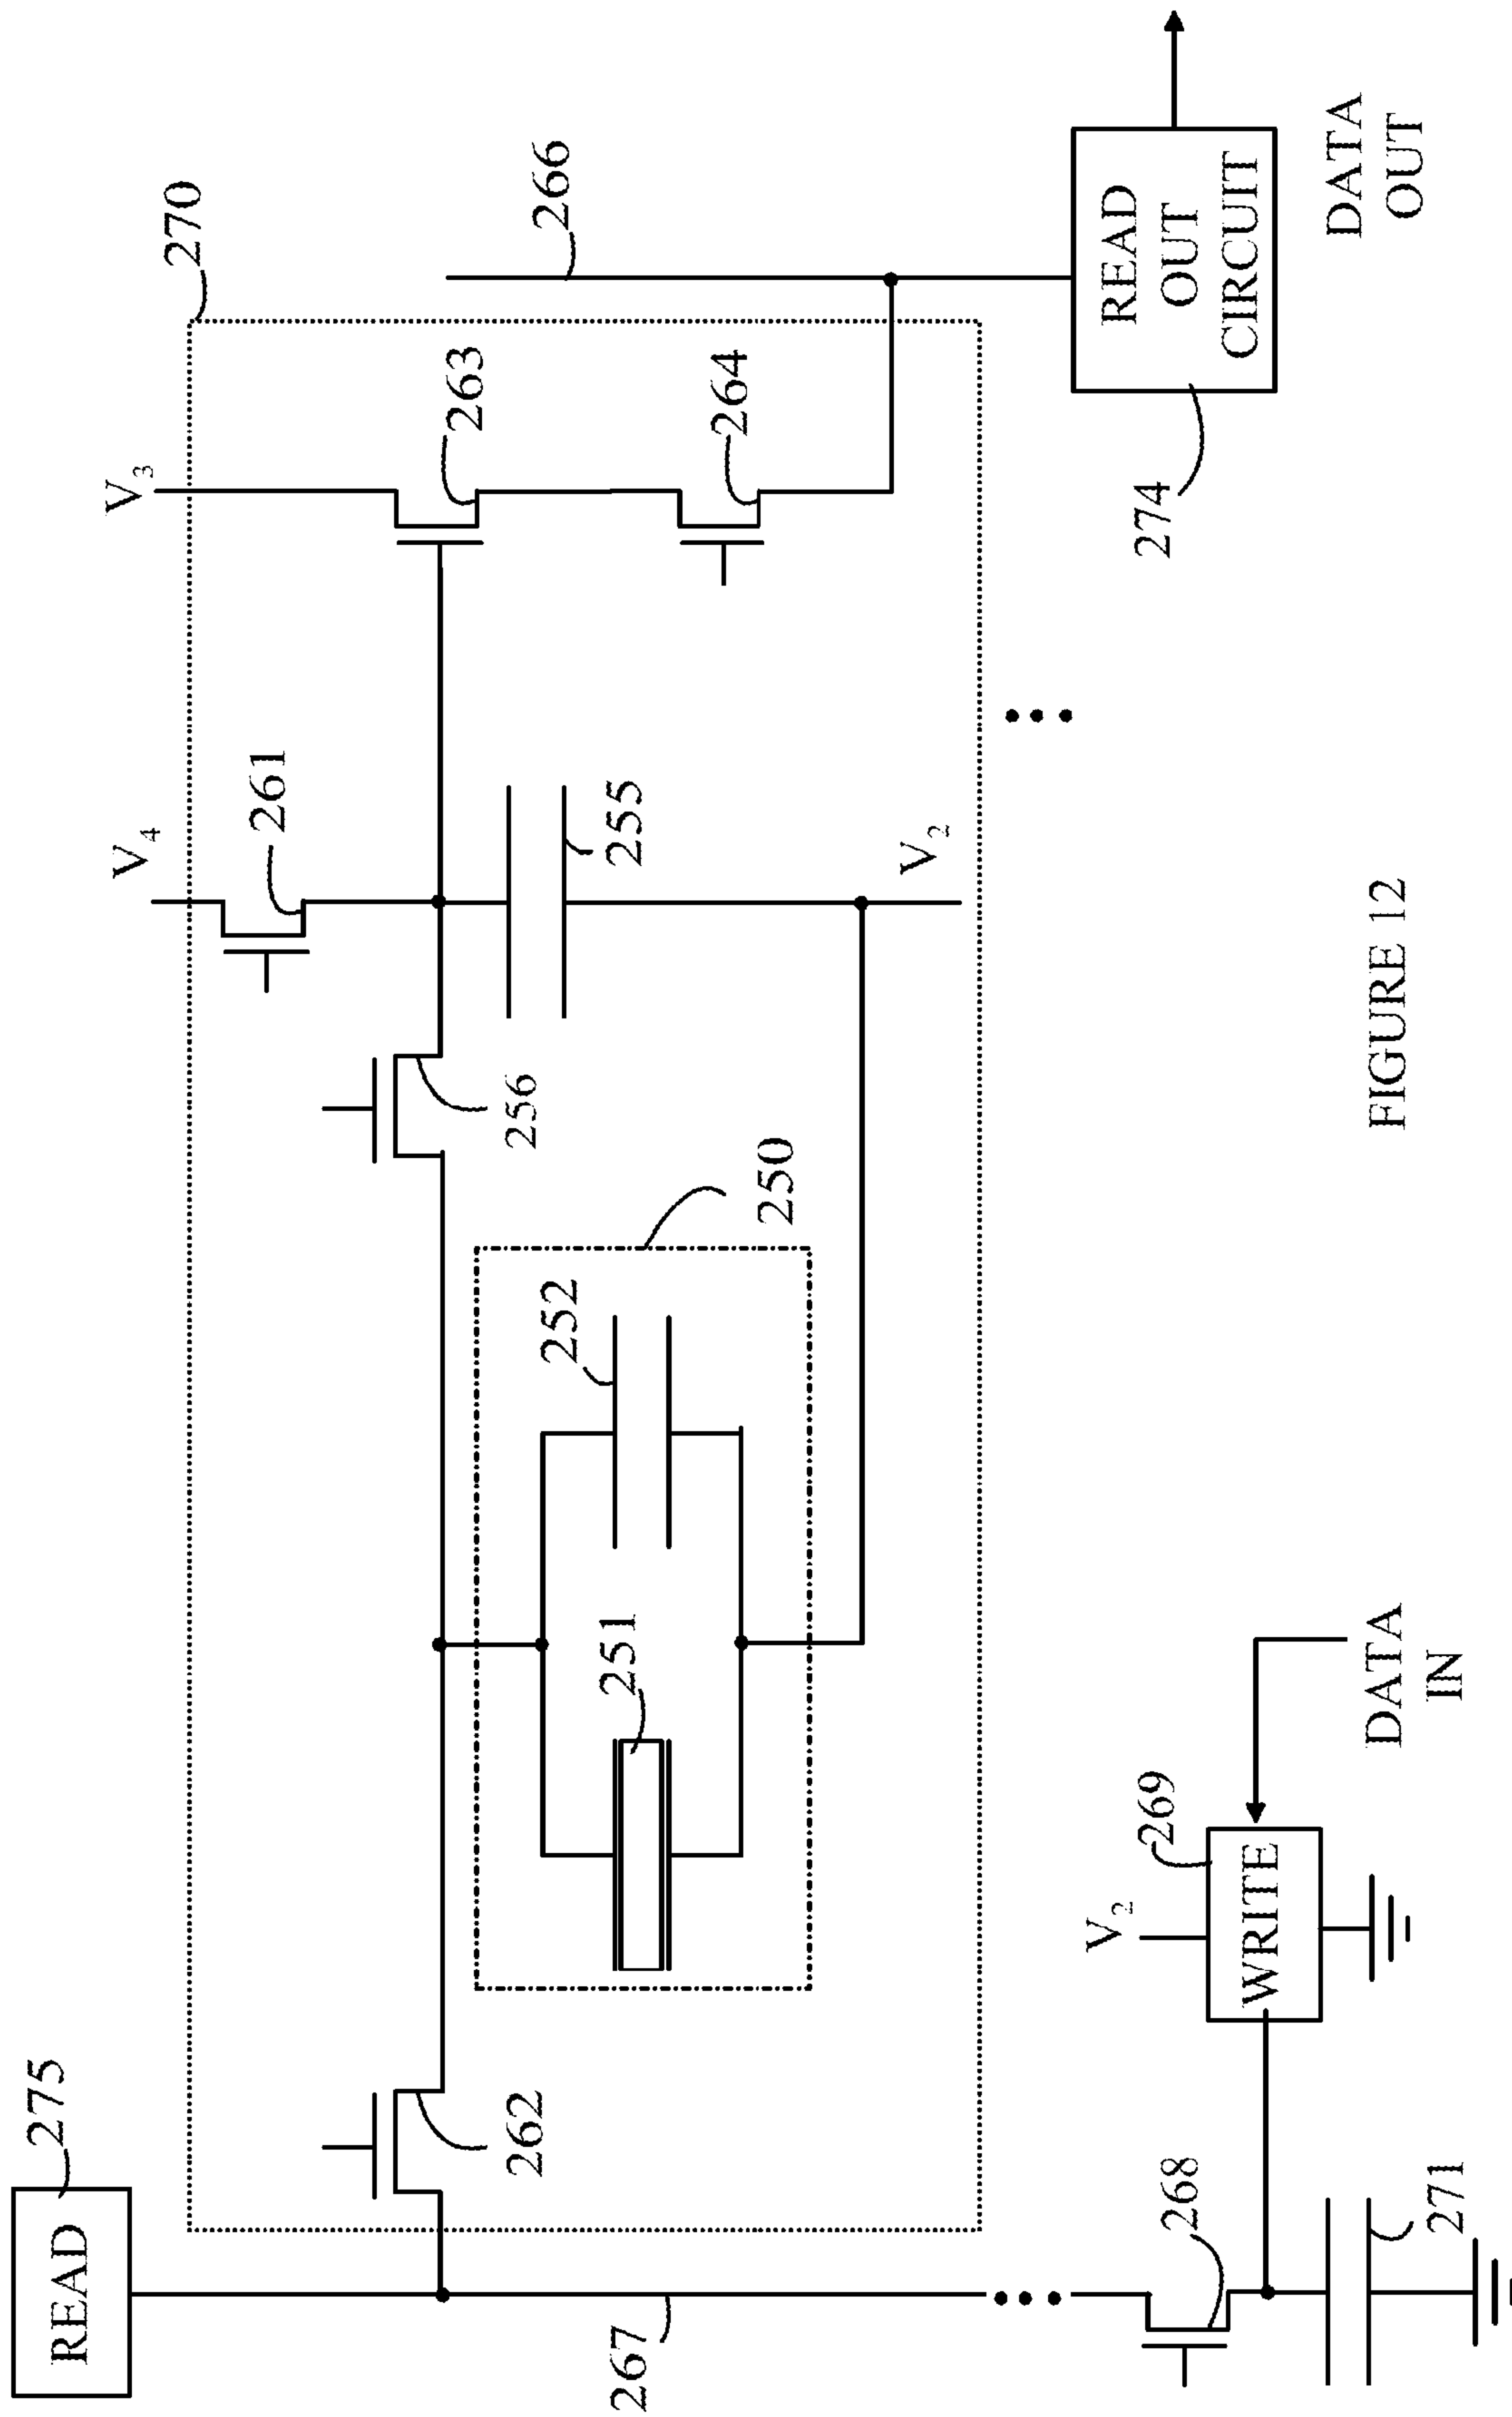 READ
275
V₄
V₃
270
261
263
266
262
256
264
252
251
250
255
267
V₂
V₂
269
WRITE
268
271
DATA
IN
274
READ
OUT
CIRCUIT
DATA
OUT
FIGURE 12